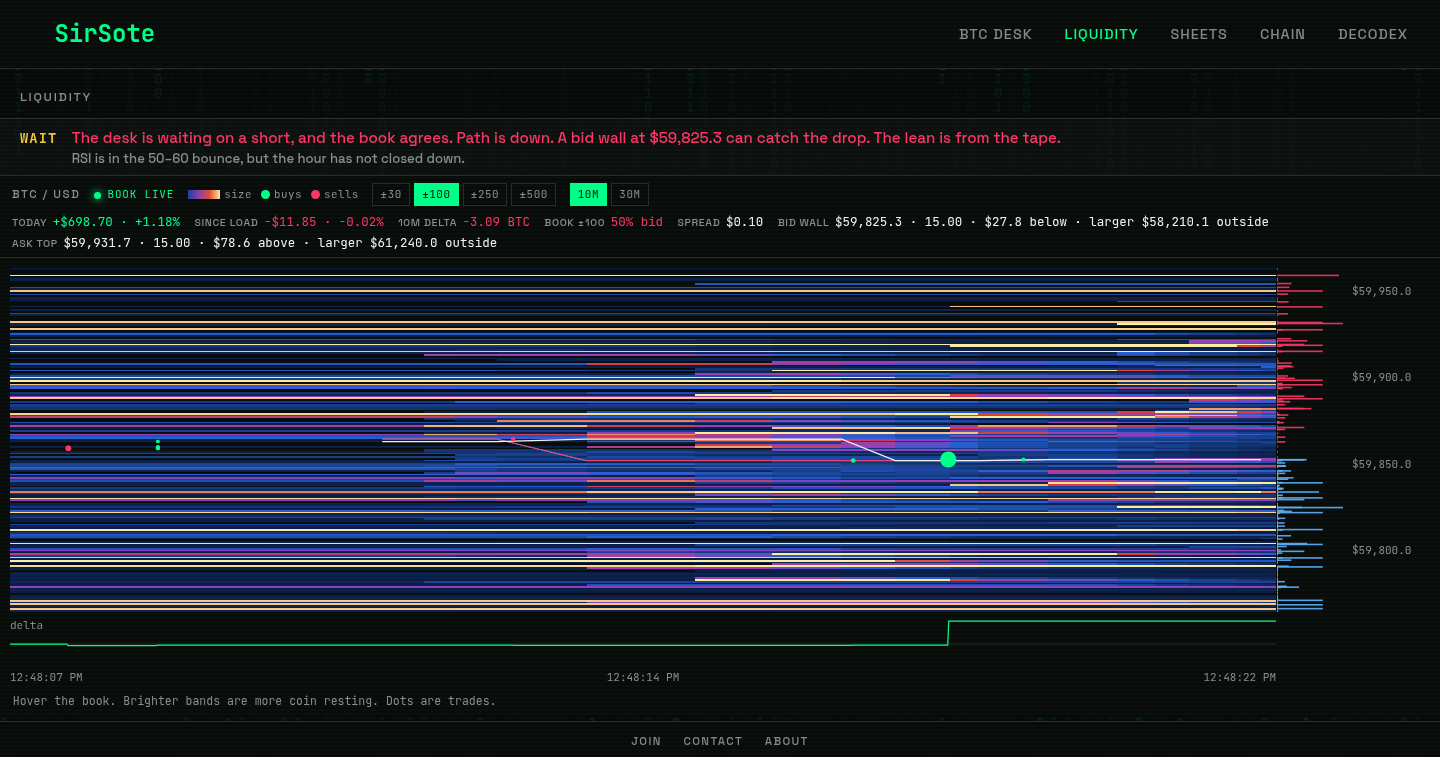 SirSote
BTC DESK LIQUIDITY SHEETS CHAIN DECODEX
LIQUIDITY
WAIT The desk is waiting on a short, and the book agrees. Path is down. A bid wall at $59,825.3 can catch the drop. The lean is from the tape.
RSI is in the 50–60 bounce, but the hour has not closed down.
BTC / USD BOOK LIVE size buys sells ±30 ±100 ±250 ±500 10M 30M
TODAY +$698.70 · +1.18% SINCE LOAD -$11.85 · -0.02% 10M DELTA -3.09 BTC BOOK ±100 50% bid SPREAD $0.10 BID WALL $59,825.3 · 15.00 · $27.8 below · larger $58,210.1 outside
ASK TOP $59,931.7 · 15.00 · $78.6 above · larger $61,240.0 outside
$59,950.0
$59,900.0
$59,850.0
$59,800.0
delta
12:48:07 PM 12:48:14 PM 12:48:22 PM
Hover the book. Brighter bands are more coin resting. Dots are trades.
JOIN CONTACT ABOUT